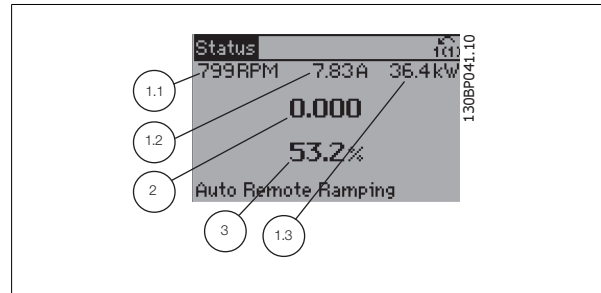 Status
1(1)
799RPM 7.83A 36.4kW
0.000
53.2%
Auto Remote Ramping
1.1
1.2
2
3
1.3
130BP041.10